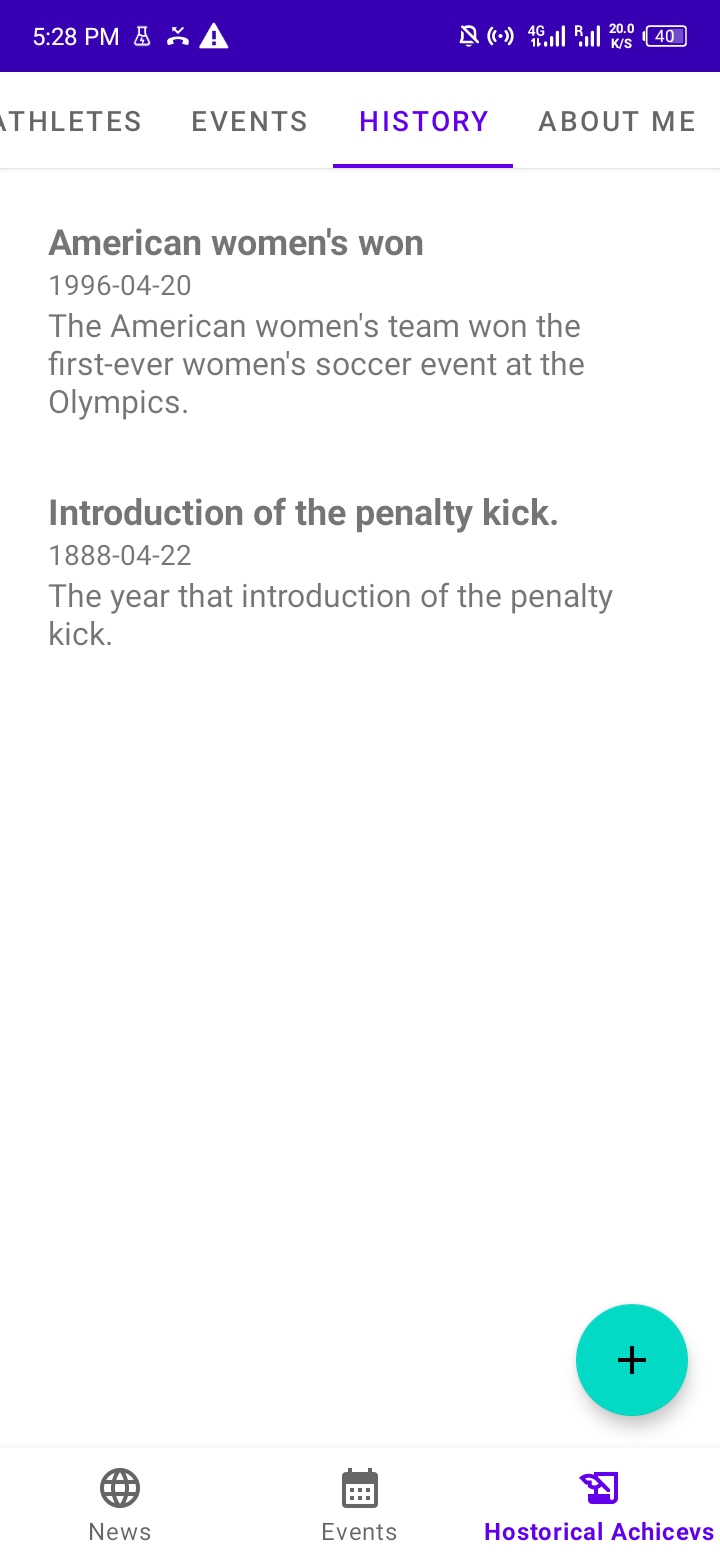 5:28 PM 4G R 20.0 K/S 40
ATHLETES EVENTS HISTORY ABOUT ME
American women's won
1996-04-20
The American women's team won the
first-ever women's soccer event at the
Olympics.
Introduction of the penalty kick.
1888-04-22
The year that introduction of the penalty
kick.
News Events Hostorical Achicevs